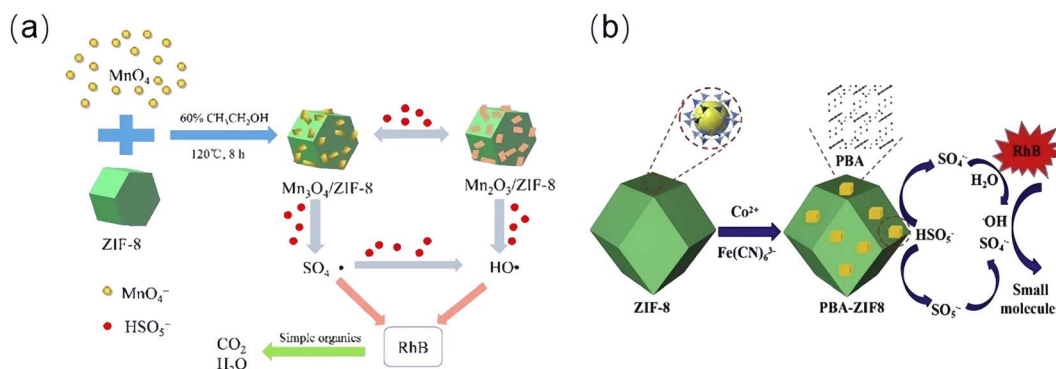 (a)
MnO₄⁻
60% CH₃CH₂OH
120℃, 8 h
ZIF-8
Mn₃O₄/ZIF-8
Mn₂O₃/ZIF-8
SO₄ •
HO•
MnO₄⁻
HSO₅⁻
Simple organics
CO₂
H₂O
RhB
(b)
PBA
RhB
SO₄·⁻
H₂O
·OH
SO₄·⁻
HSO₅⁻
Co²⁺
Fe(CN)₆³⁻
ZIF-8
PBA-ZIF8
SO₅·⁻
Small
molecules